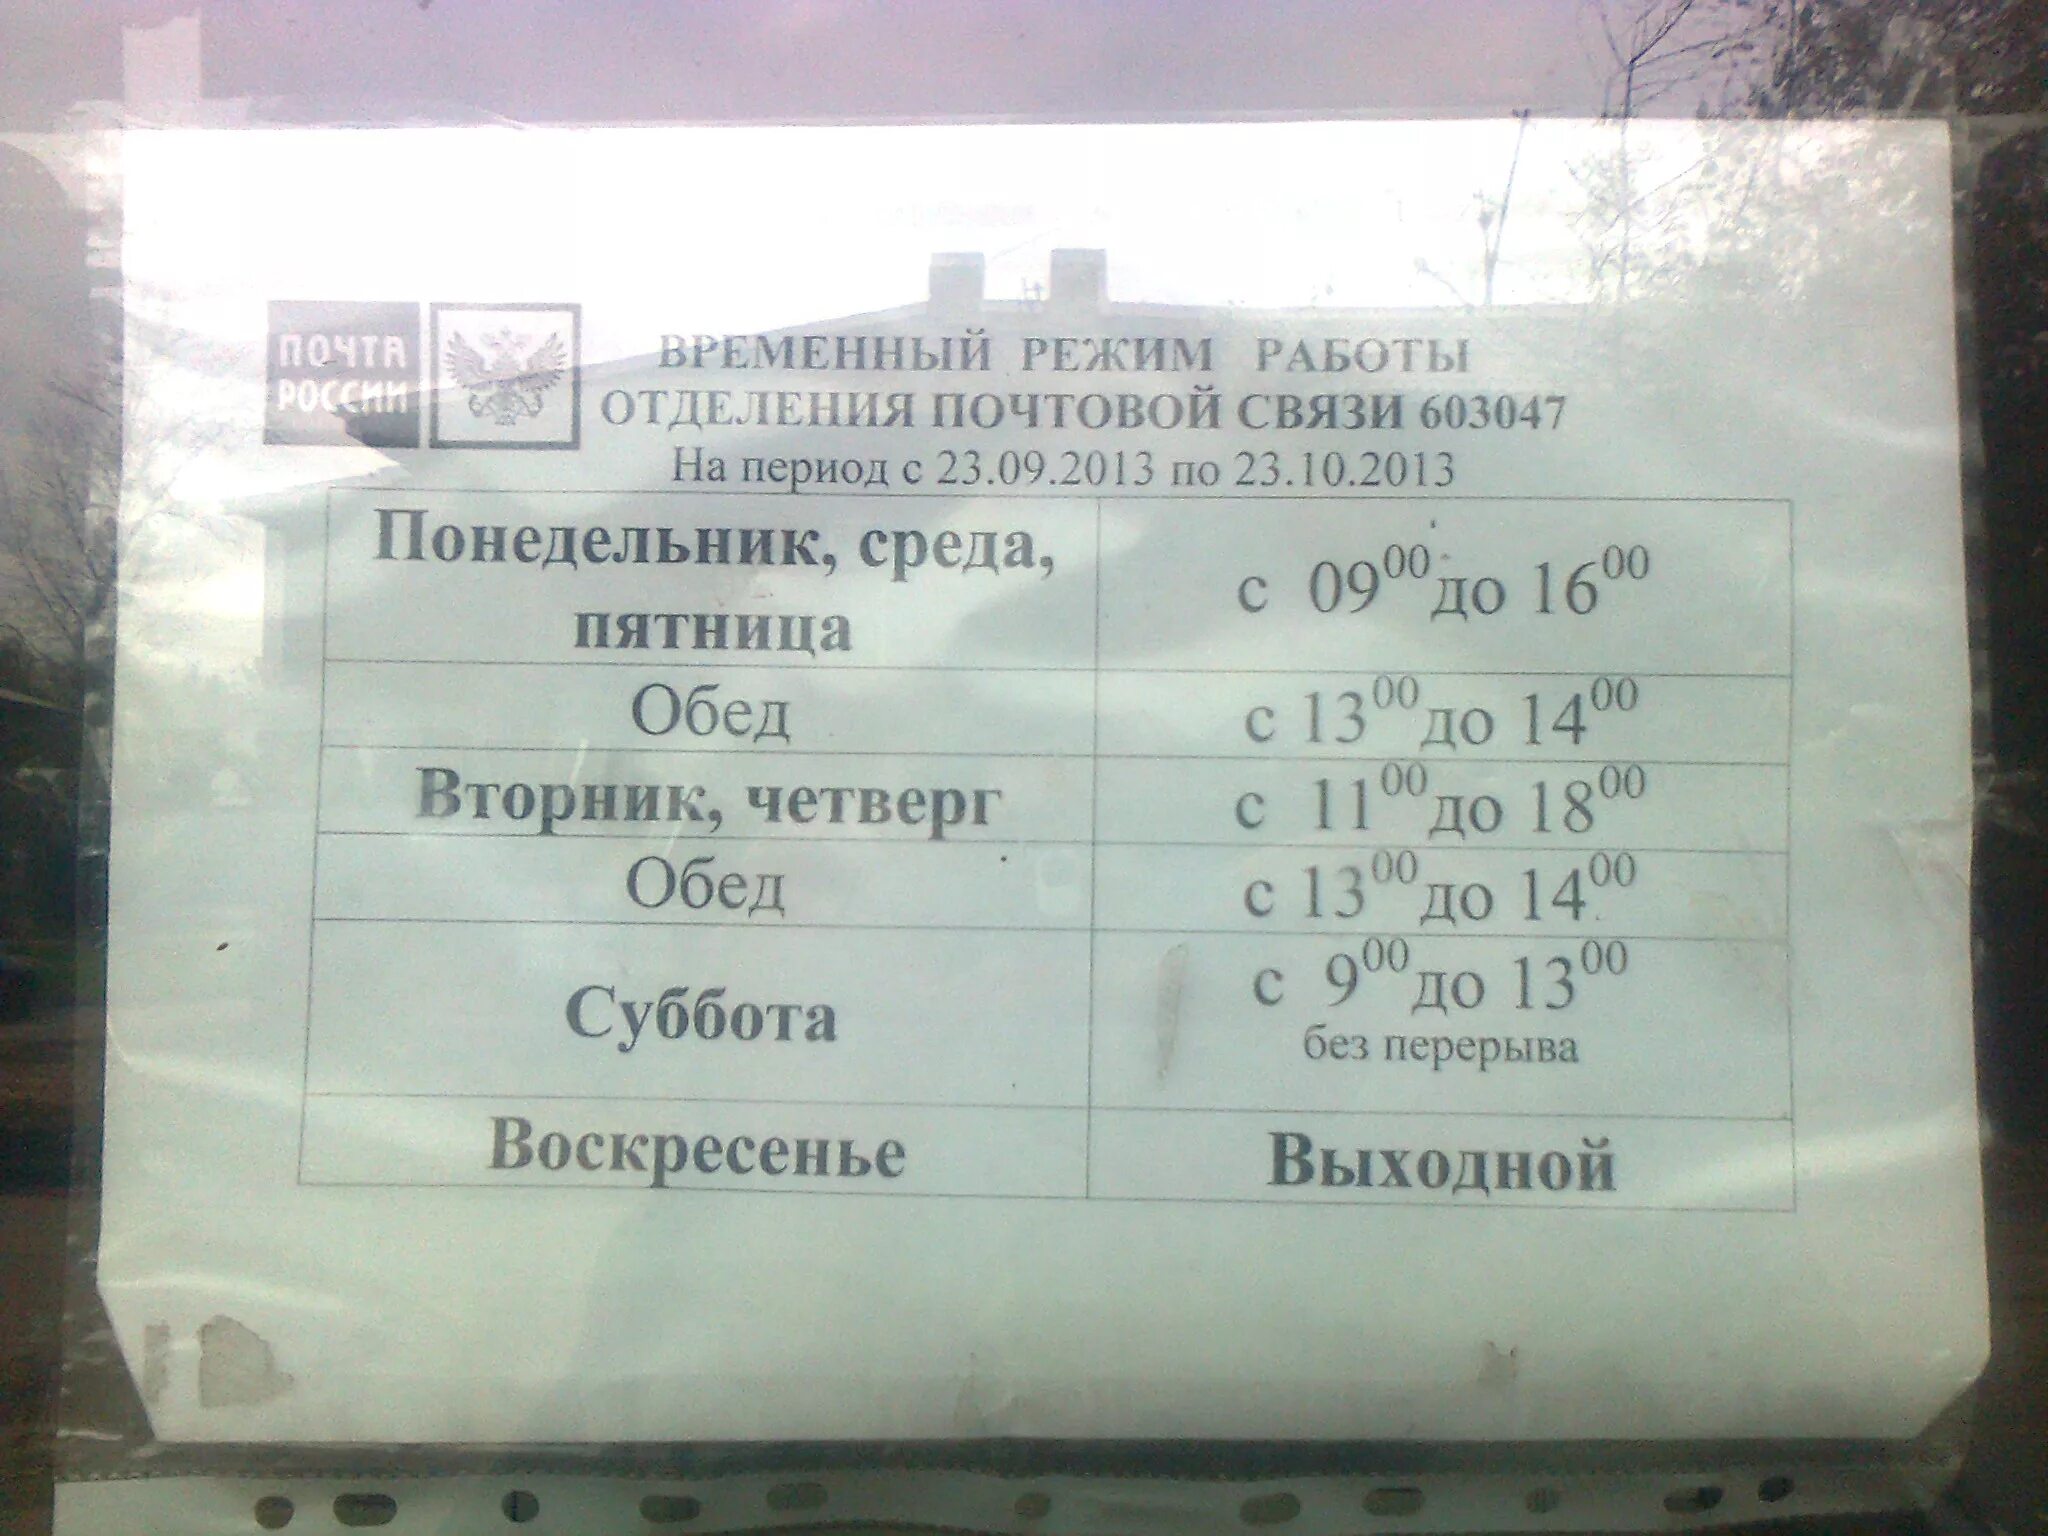 ПОЧТА
РОССИИ
ВРЕМЕННЫЙ РЕЖИМ РАБОТЫ
ОТДЕЛЕНИЯ ПОЧТОВОЙ СВЯЗИ 603047
На период с 23.09.2013 по 23.10.2013
Понедельник, среда,
пятница
с 09⁰⁰ до 16⁰⁰
Обед
с 13⁰⁰ до 14⁰⁰
Вторник, четверг
с 11⁰⁰ до 18⁰⁰
Обед
с 13⁰⁰ до 14⁰⁰
Суббота
с 9⁰⁰ до 13⁰⁰
без перерыва
Воскресенье
Выходной